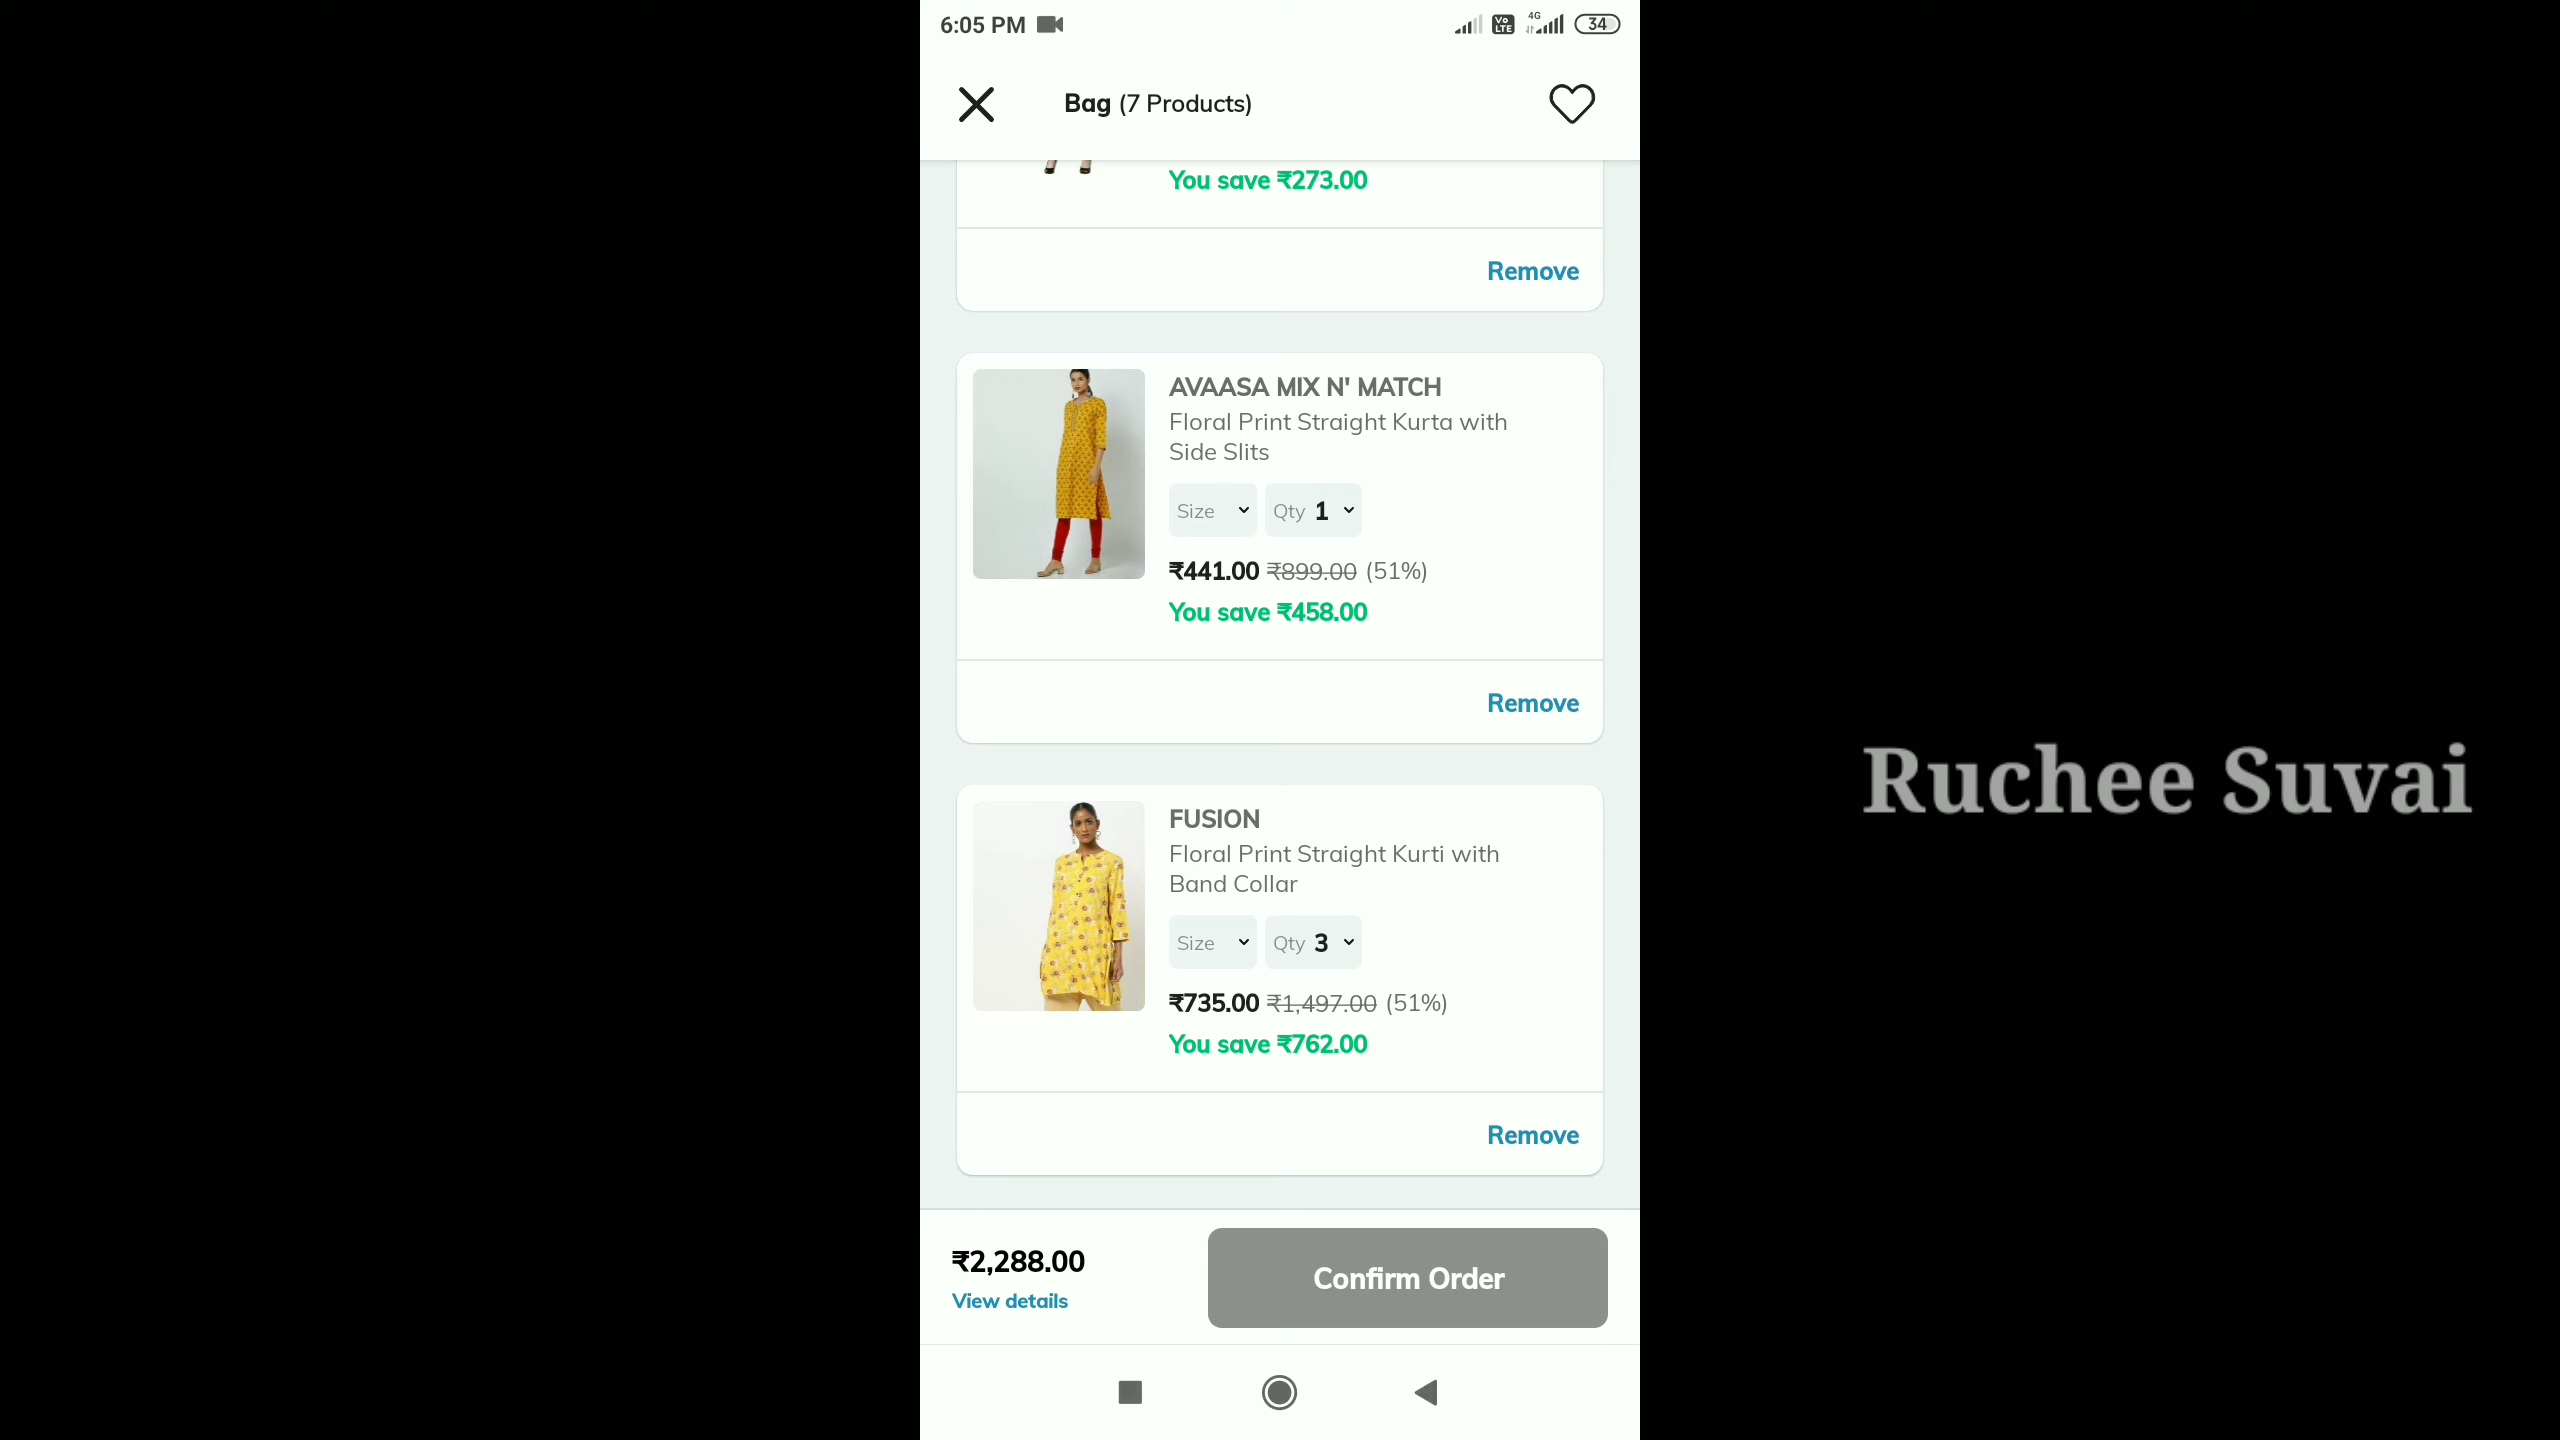 6:05 PM
Vo LTE
4G
34
Bag (7 Products)
You save ₹273.00
Remove
AVAASA MIX N' MATCH
Floral Print Straight Kurta with
Side Slits
Size Qty 1
₹441.00 ₹899.00 (51%)
You save ₹458.00
Remove
FUSION
Floral Print Straight Kurti with
Band Collar
Size Qty 3
₹735.00 ₹1,497.00 (51%)
You save ₹762.00
Remove
₹2,288.00
View details
Confirm Order
Ruchee Suvai